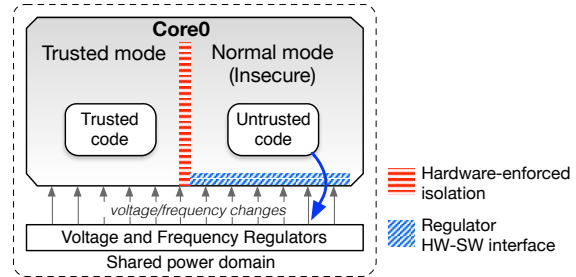 Core0
Trusted mode
Normal mode
(Insecure)
Trusted
code
Untrusted
code
Hardware-enforced
isolation
voltage/frequency changes
Regulator
HW-SW interface
Voltage and Frequency Regulators
Shared power domain